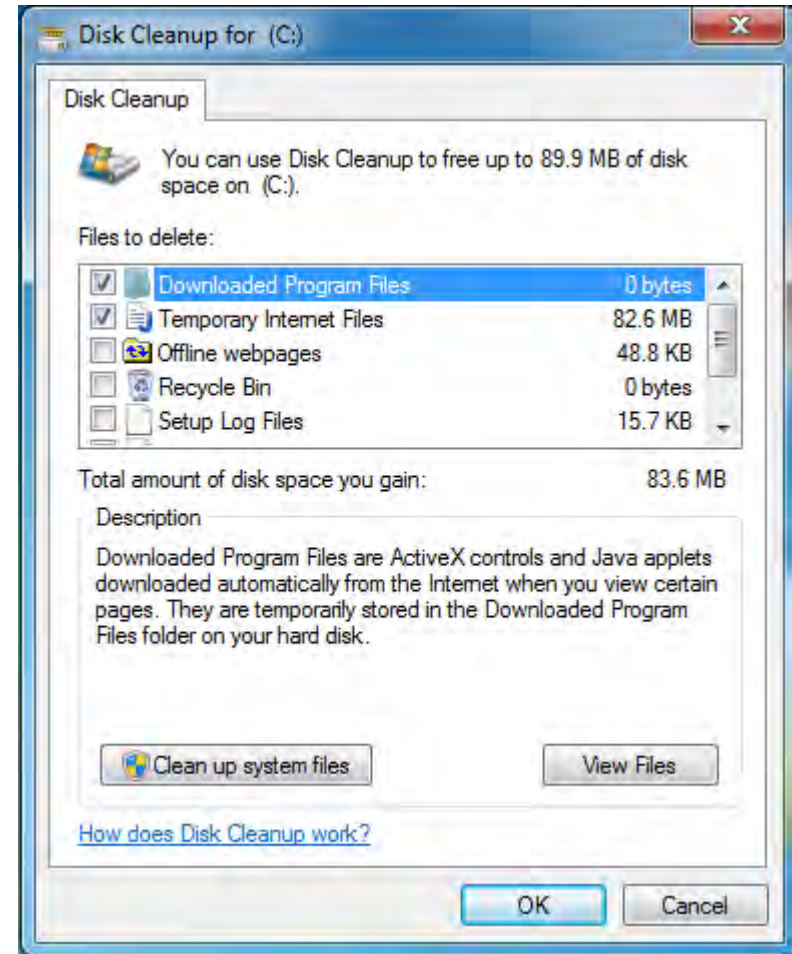 Disk Cleanup for (C:)
Disk Cleanup
You can use Disk Cleanup to free up to 89.9 MB of disk
space on (C:).
Files to delete:
Downloaded Program Files 0 bytes
Temporary Internet Files 82.6 MB
Offline webpages 48.8 KB
Recycle Bin 0 bytes
Setup Log Files 15.7 KB
Total amount of disk space you gain: 83.6 MB
Description
Downloaded Program Files are ActiveX controls and Java applets
downloaded automatically from the Internet when you view certain
pages. They are temporarily stored in the Downloaded Program
Files folder on your hard disk.
Clean up system files View Files
How does Disk Cleanup work?
OK Cancel